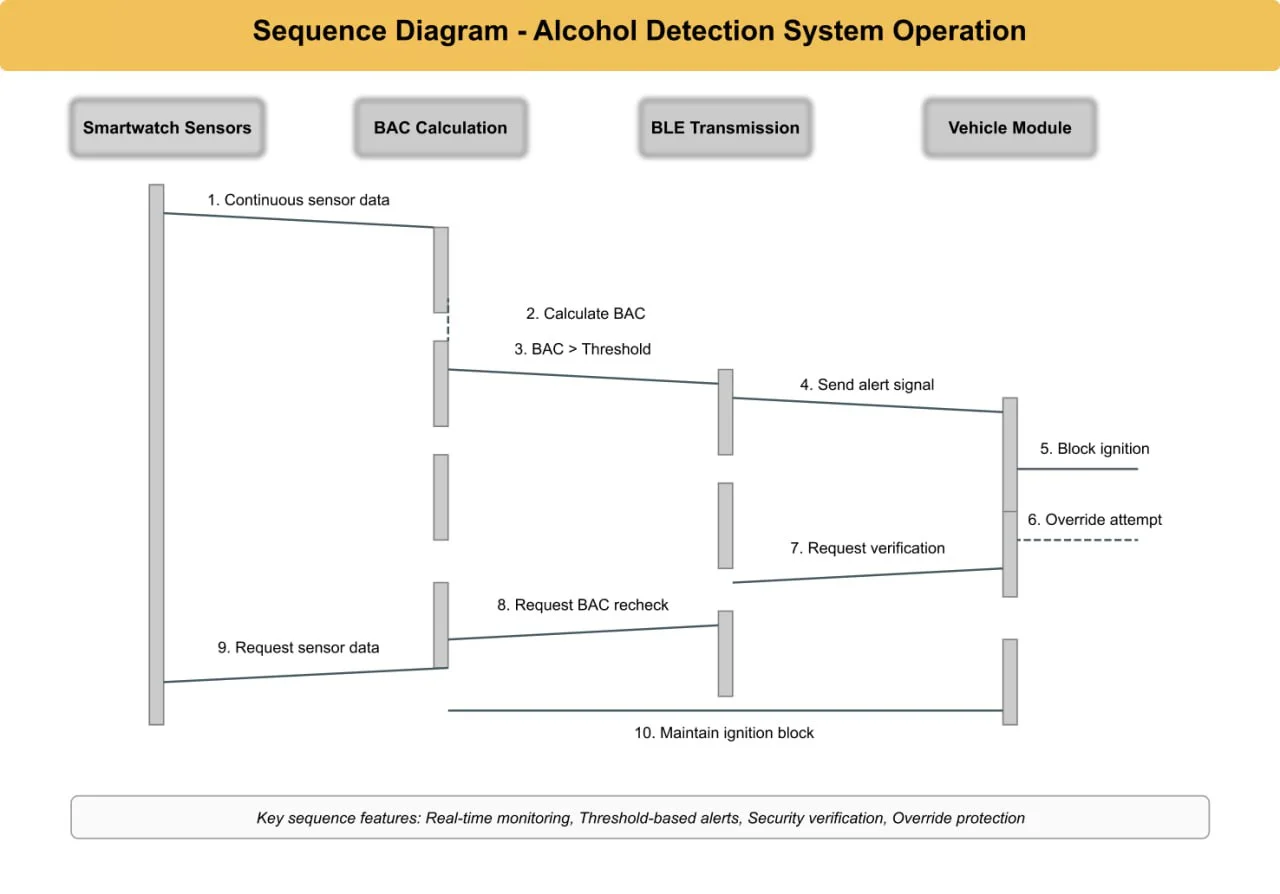 Sequence Diagram - Alcohol Detection System Operation
Smartwatch Sensors
BAC Calculation
BLE Transmission
Vehicle Module
1. Continuous sensor data
2. Calculate BAC
3. BAC > Threshold
4. Send alert signal
5. Block ignition
6. Override attempt
7. Request verification
8. Request BAC recheck
9. Request sensor data
10. Maintain ignition block
Key sequence features: Real-time monitoring, Threshold-based alerts, Security verification, Override protection